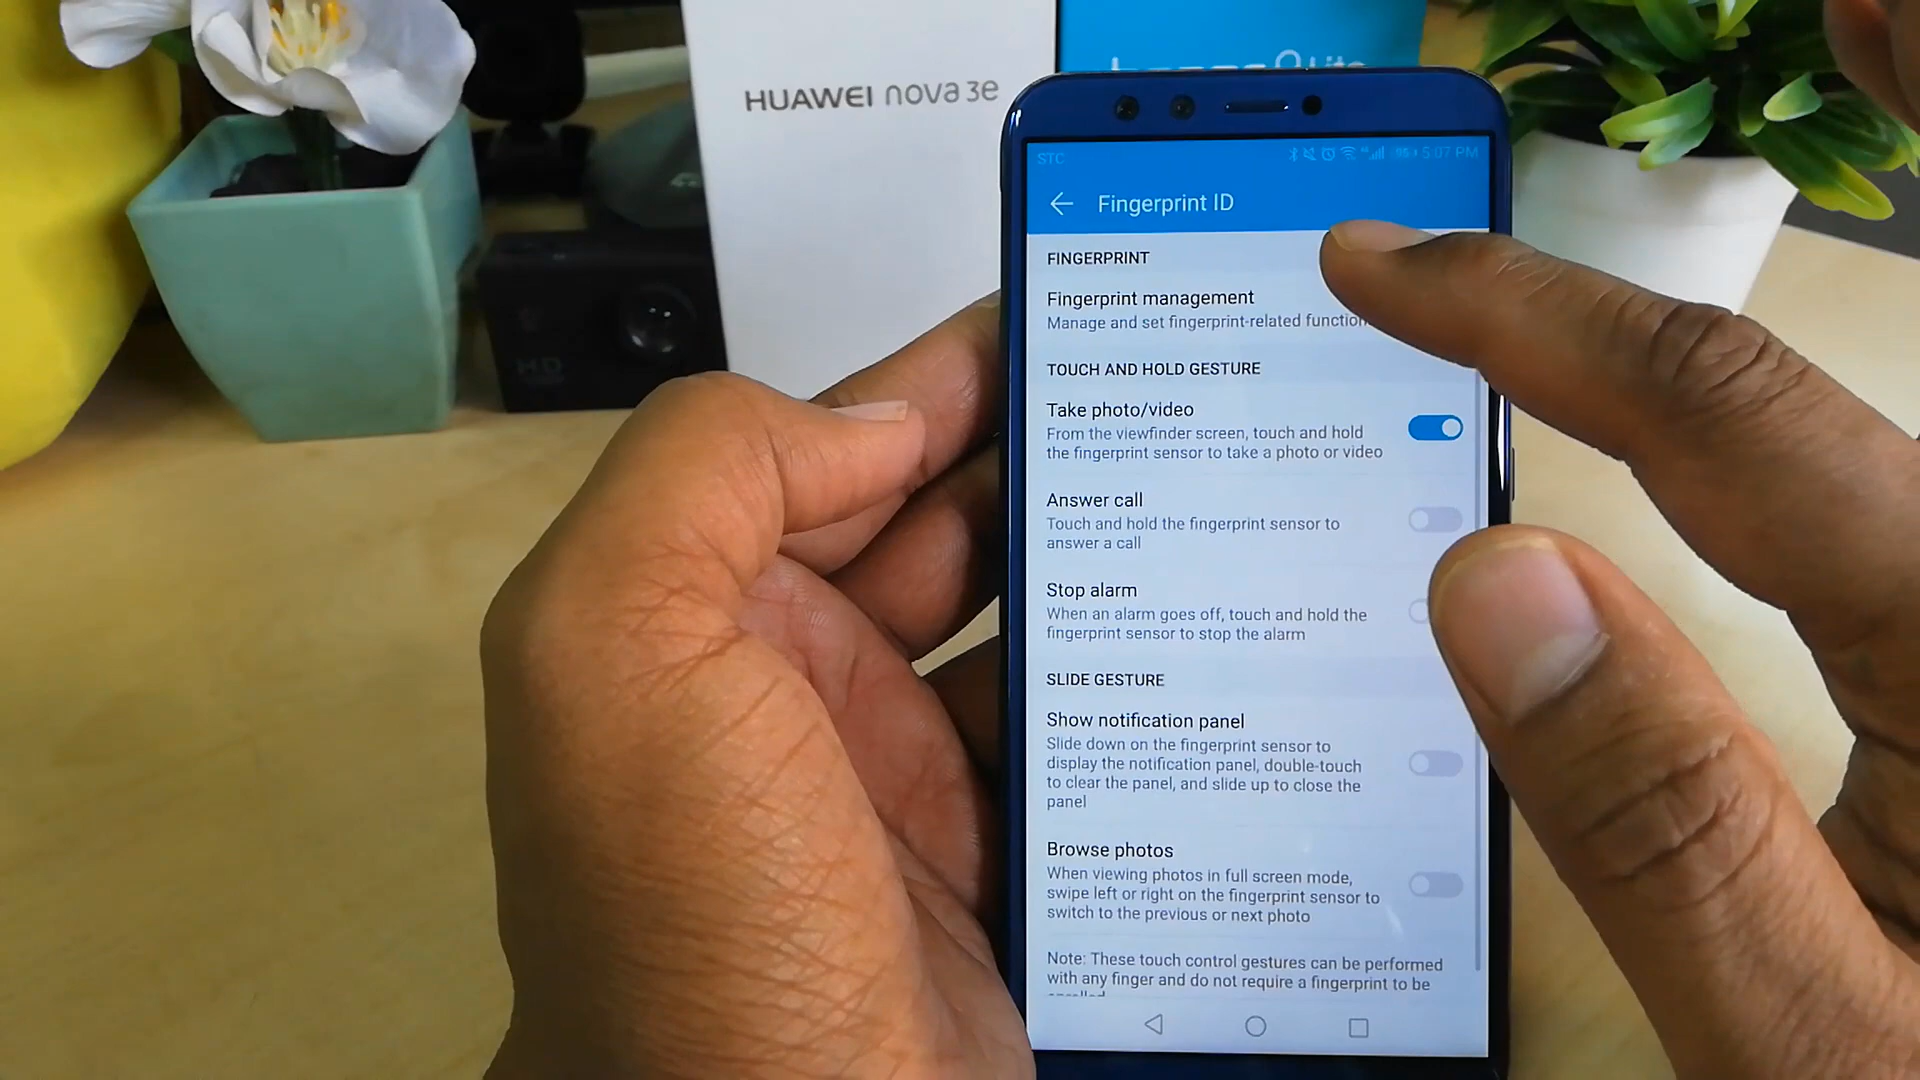 HUAWEI nova 3e
STC
5:07 PM
Fingerprint ID
FINGERPRINT
Fingerprint management
Manage and set fingerprint-related function
TOUCH AND HOLD GESTURE
Take photo/video
From the viewfinder screen, touch and hold
the fingerprint sensor to take a photo or video
Answer call
Touch and hold the fingerprint sensor to
answer a call
Stop alarm
When an alarm goes off, touch and hold the
fingerprint sensor to stop the alarm
SLIDE GESTURE
Show notification panel
Slide down on the fingerprint sensor to
display the notification panel, double-touch
to clear the panel, and slide up to close the
panel
Browse photos
When viewing photos in full screen mode,
swipe left or right on the fingerprint sensor to
switch to the previous or next photo
Note: These touch control gestures can be performed
with any finger and do not require a fingerprint to be
HD